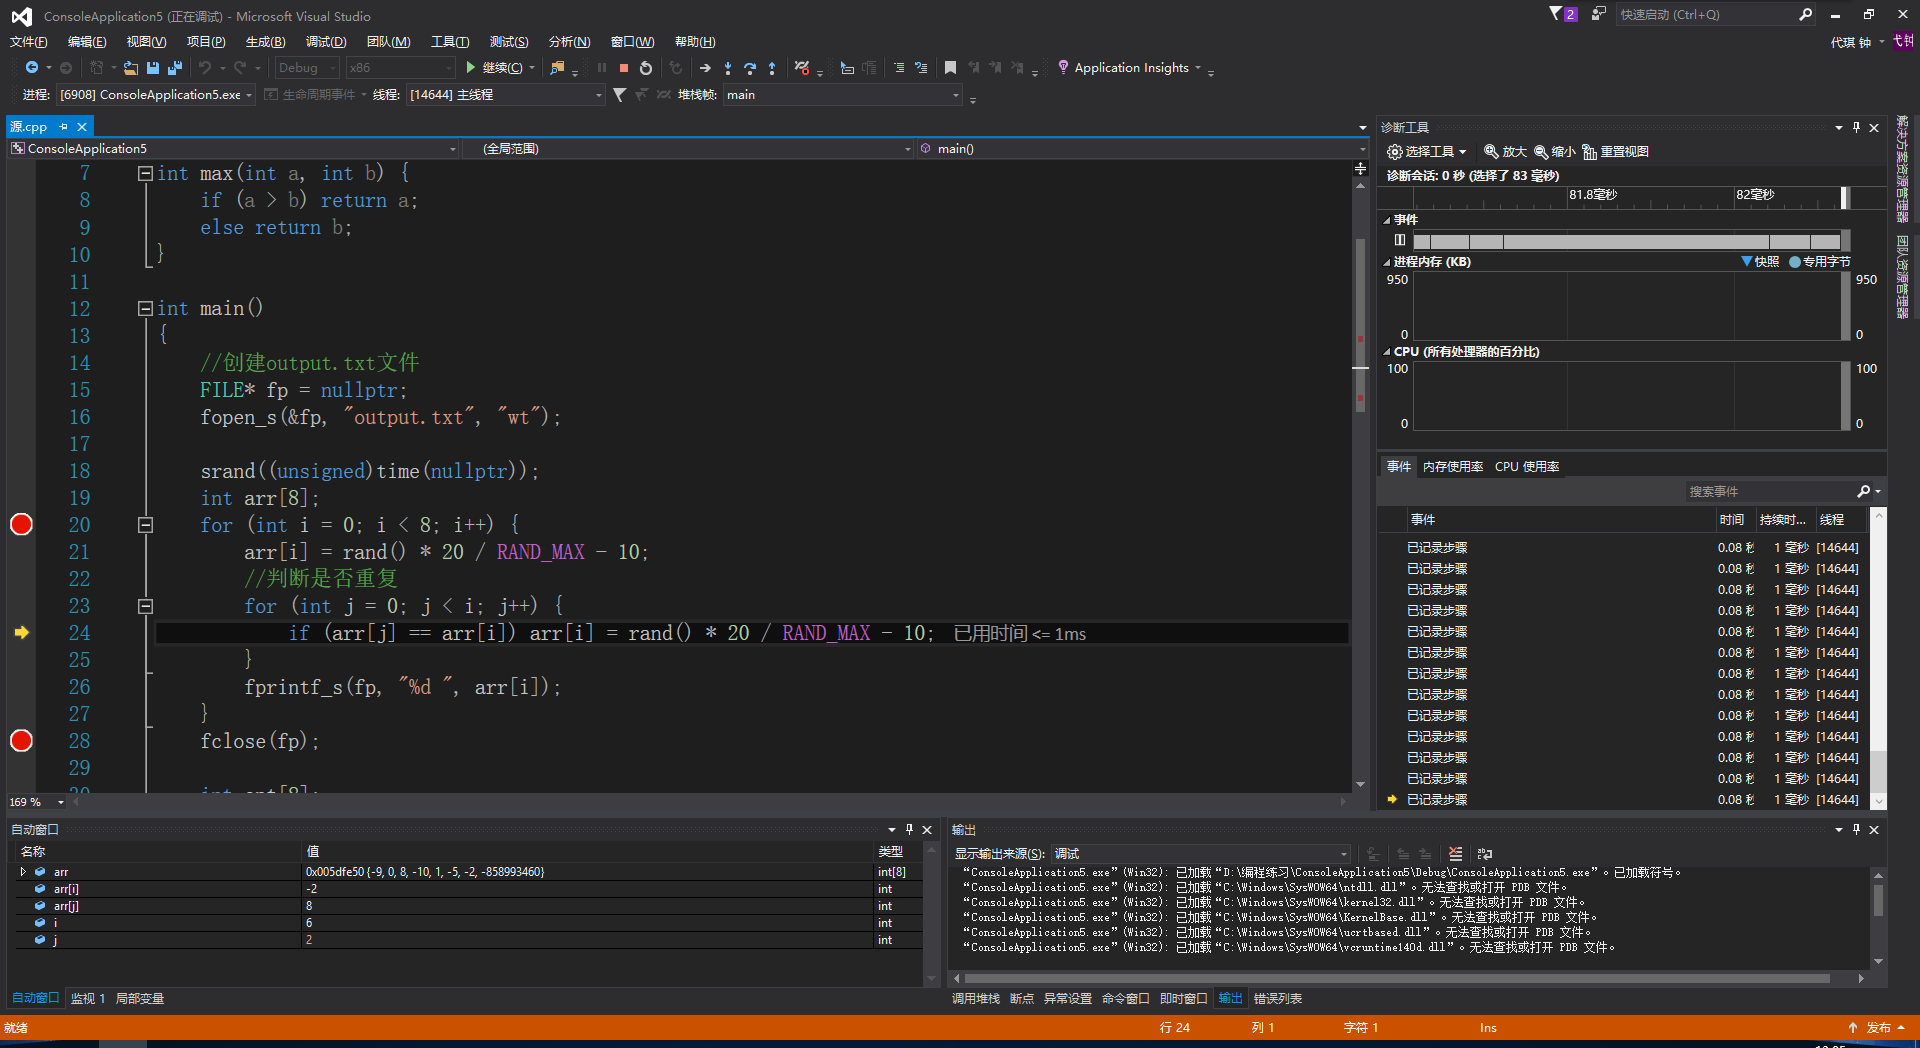 ConsoleApplication5 (正在调试) - Microsoft Visual Studio
2
快速启动 (Ctrl+Q)
文件(F) 编辑(E) 视图(V) 项目(P) 生成(B) 调试(D) 团队(M) 工具(T) 测试(S) 分析(N) 窗口(W) 帮助(H)
代琪 钟
Debug x86 继续(C) Application Insights
进程: [6908] ConsoleApplication5.exe 生命周期事件 线程: [14644] 主线程 堆栈帧: main
源.cpp
ConsoleApplication5 (全局范围) main()
7 int max(int a, int b) {
8 if (a > b) return a;
9 else return b;
10 }
11
12 int main()
13 {
14 //创建output.txt文件
15 FILE* fp = nullptr;
16 fopen_s(&fp, "output.txt", "wt");
17
18 srand((unsigned)time(nullptr));
19 int arr[8];
20 for (int i = 0; i < 8; i++) {
21 arr[i] = rand() * 20 / RAND_MAX - 10;
22 //判断是否重复
23 for (int j = 0; j < i; j++) {
24 if (arr[j] == arr[i]) arr[i] = rand() * 20 / RAND_MAX - 10; 已用时间 <= 1ms
25 }
26 fprintf_s(fp, "%d ", arr[i]);
27 }
28 fclose(fp);
29
169 %
诊断工具
选择工具 放大 缩小 重置视图
诊断会话: 0 秒 (选择了 83 毫秒)
81.8毫秒 82毫秒
事件
进程内存 (KB) 快照 专用字节
950 950
0 0
CPU (所有处理器的百分比)
100 100
0 0
事件 内存使用率 CPU 使用率
搜索事件
事件 时间 持续时... 线程
已记录步骤 0.08 秒 1 毫秒 [14644]
已记录步骤 0.08 秒 1 毫秒 [14644]
已记录步骤 0.08 秒 1 毫秒 [14644]
已记录步骤 0.08 秒 1 毫秒 [14644]
已记录步骤 0.08 秒 1 毫秒 [14644]
已记录步骤 0.08 秒 1 毫秒 [14644]
已记录步骤 0.08 秒 1 毫秒 [14644]
已记录步骤 0.08 秒 1 毫秒 [14644]
已记录步骤 0.08 秒 1 毫秒 [14644]
已记录步骤 0.08 秒 1 毫秒 [14644]
已记录步骤 0.08 秒 1 毫秒 [14644]
已记录步骤 0.08 秒 1 毫秒 [14644]
已记录步骤 0.08 秒 1 毫秒 [14644]
解决方案资源管理器
团队资源管理器
自动窗口
名称 值 类型
arr 0x005dfe50 {-9, 0, 8, -10, 1, -5, -2, -858993460} int[8]
arr[i] -2 int
arr[j] 8 int
i 6 int
j 2 int
自动窗口 监视 1 局部变量
输出
显示输出来源(S): 调试
“ConsoleApplication5.exe”(Win32): 已加载“D:\编程练习\ConsoleApplication5\Debug\ConsoleApplication5.exe”。已加载符号。
“ConsoleApplication5.exe”(Win32): 已加载“C:\Windows\SysWOW64\ntdll.dll”。无法查找或打开 PDB 文件。
“ConsoleApplication5.exe”(Win32): 已加载“C:\Windows\SysWOW64\kernel32.dll”。无法查找或打开 PDB 文件。
“ConsoleApplication5.exe”(Win32): 已加载“C:\Windows\SysWOW64\KernelBase.dll”。无法查找或打开 PDB 文件。
“ConsoleApplication5.exe”(Win32): 已加载“C:\Windows\SysWOW64\ucrtbased.dll”。无法查找或打开 PDB 文件。
“ConsoleApplication5.exe”(Win32): 已加载“C:\Windows\SysWOW64\vcruntime140d.dll”。无法查找或打开 PDB 文件。
调用堆栈 断点 异常设置 命令窗口 即时窗口 输出 错误列表
就绪 行 24 列 1 字符 1 Ins 发布